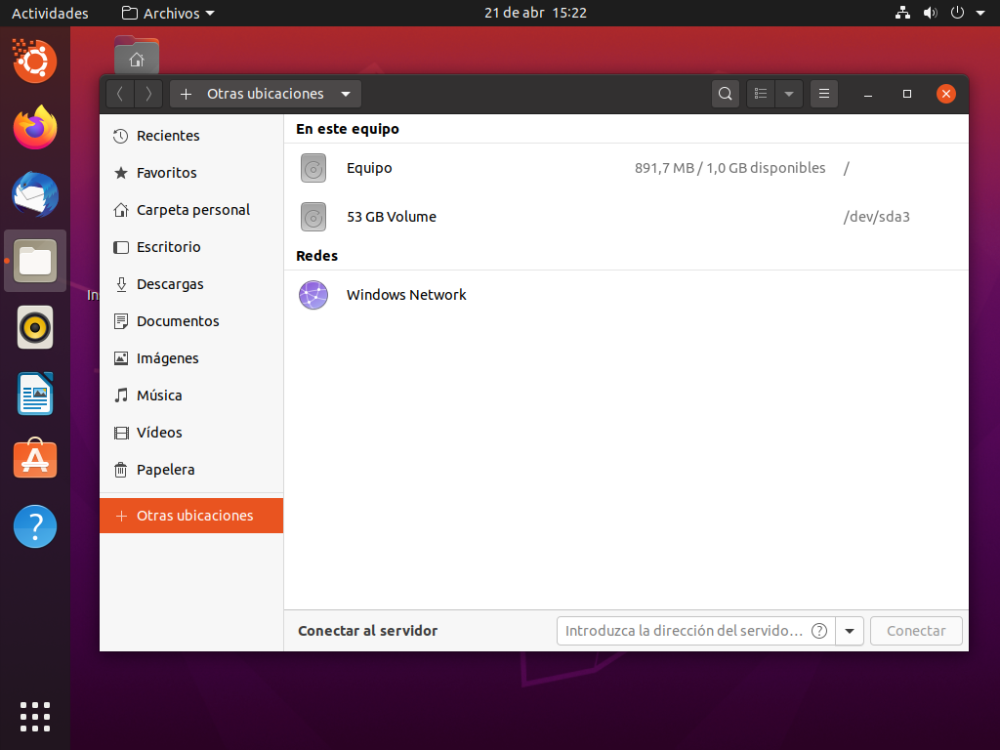 Actividades
Archivos
21 de abr 15:22
Otras ubicaciones
Recientes
Favoritos
Carpeta personal
Escritorio
Descargas
Documentos
Imágenes
Música
Vídeos
Papelera
Otras ubicaciones
En este equipo
Equipo 891,7 MB / 1,0 GB disponibles /
53 GB Volume /dev/sda3
Redes
Windows Network
In
Conectar al servidor
Introduzca la dirección del servido…
Conectar